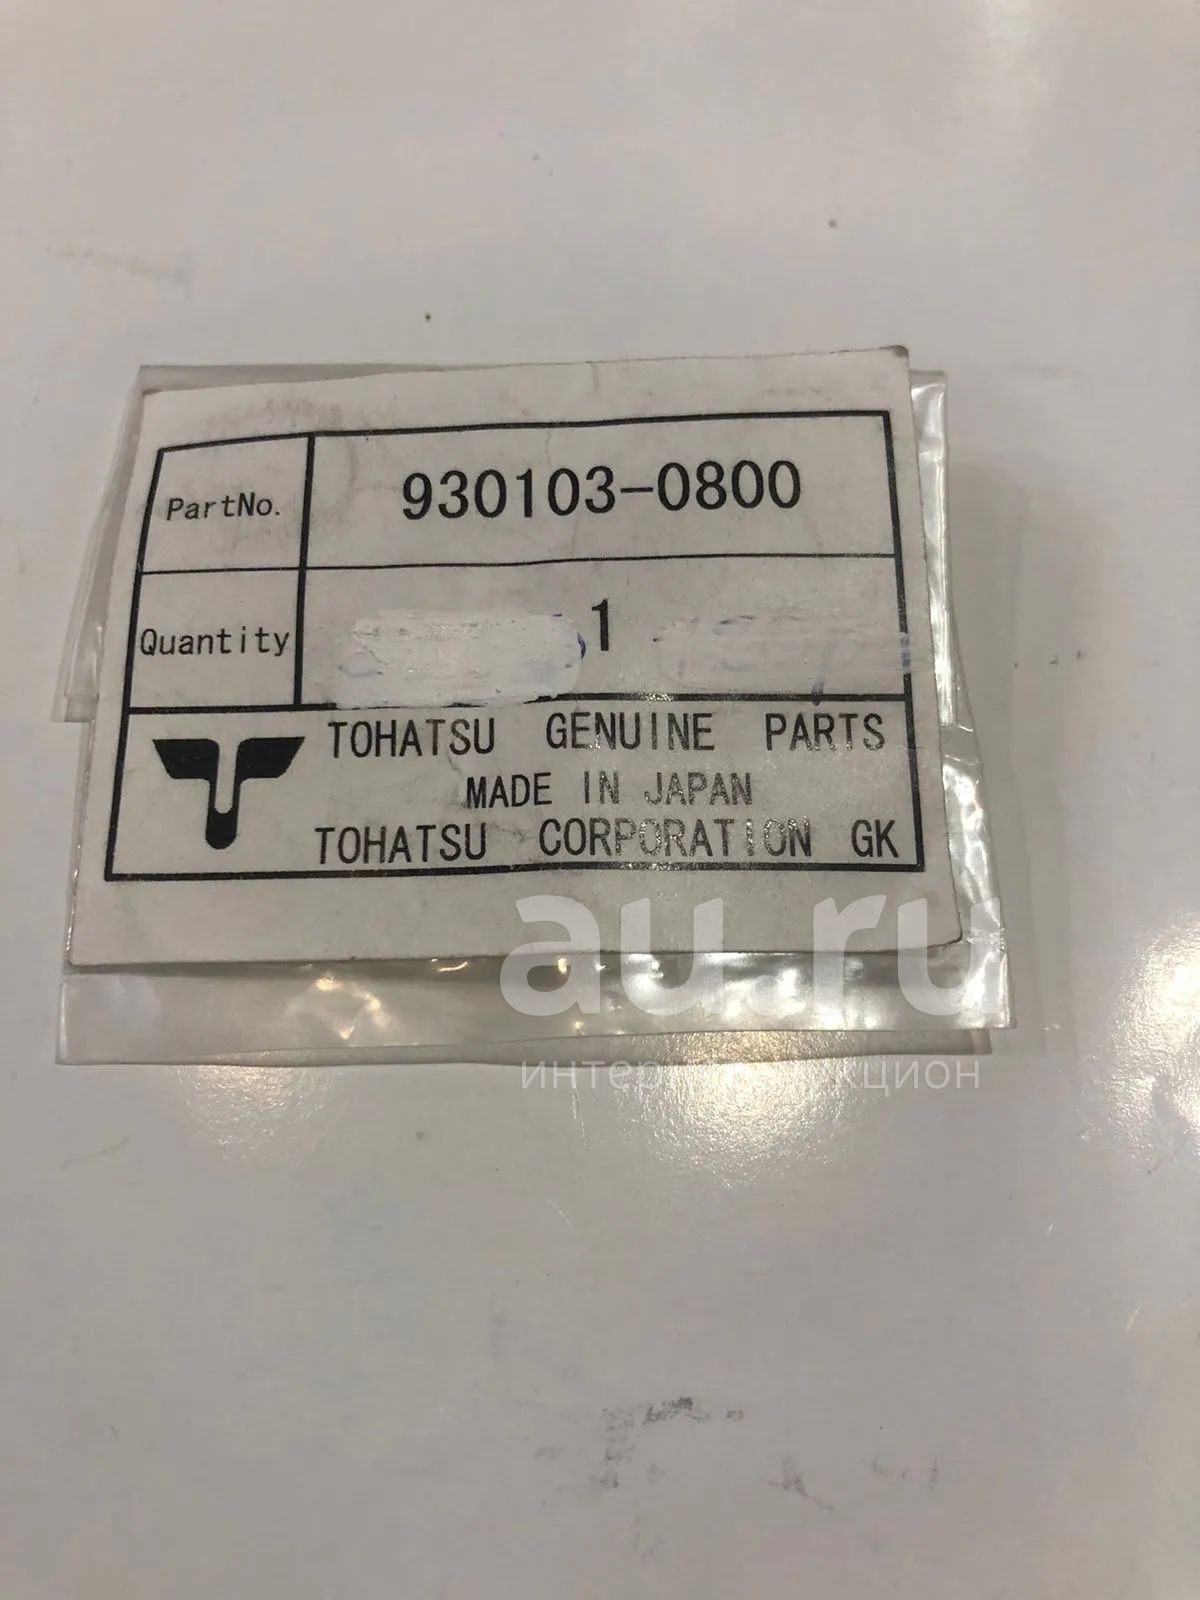 PartNo. 930103-0800
Quantity 1
TOHATSU GENUINE PARTS
MADE IN JAPAN
TOHATSU CORPORATION GK
au.ru